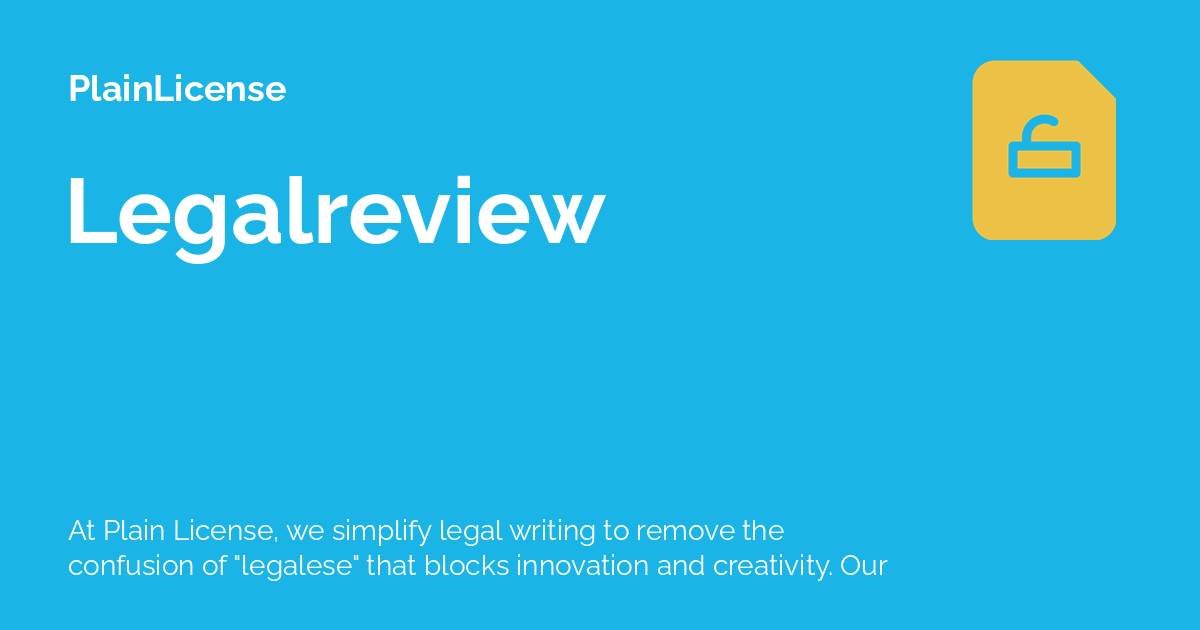 PlainLicense
Legalreview
At Plain License, we simplify legal writing to remove the
confusion of "legalese" that blocks innovation and creativity. Our